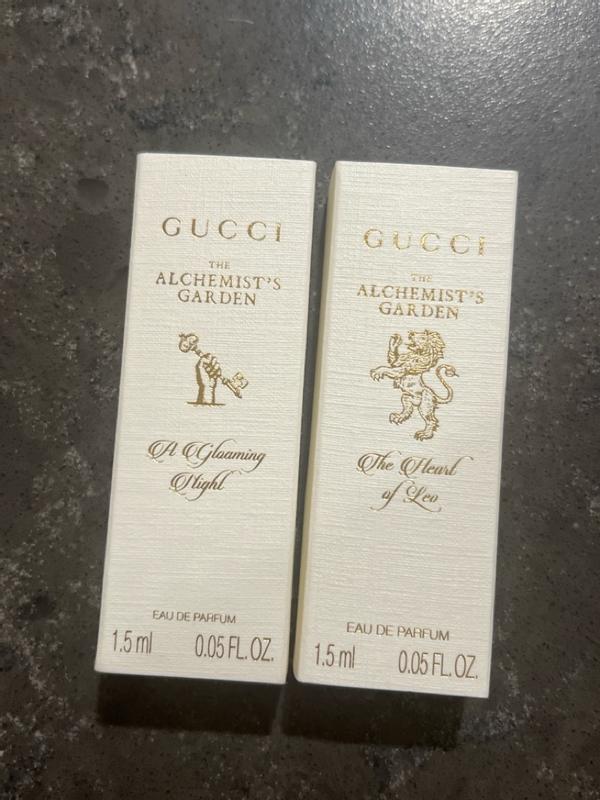 GUCCI
THE
ALCHEMIST'S
GARDEN
A Gloaming
Night
EAU DE PARFUM
1.5 ml 0.05 FL. OZ.
GUCCI
THE
ALCHEMIST'S
GARDEN
The Heart
of Leo
EAU DE PARFUM
1.5 ml 0.05 FL. OZ.